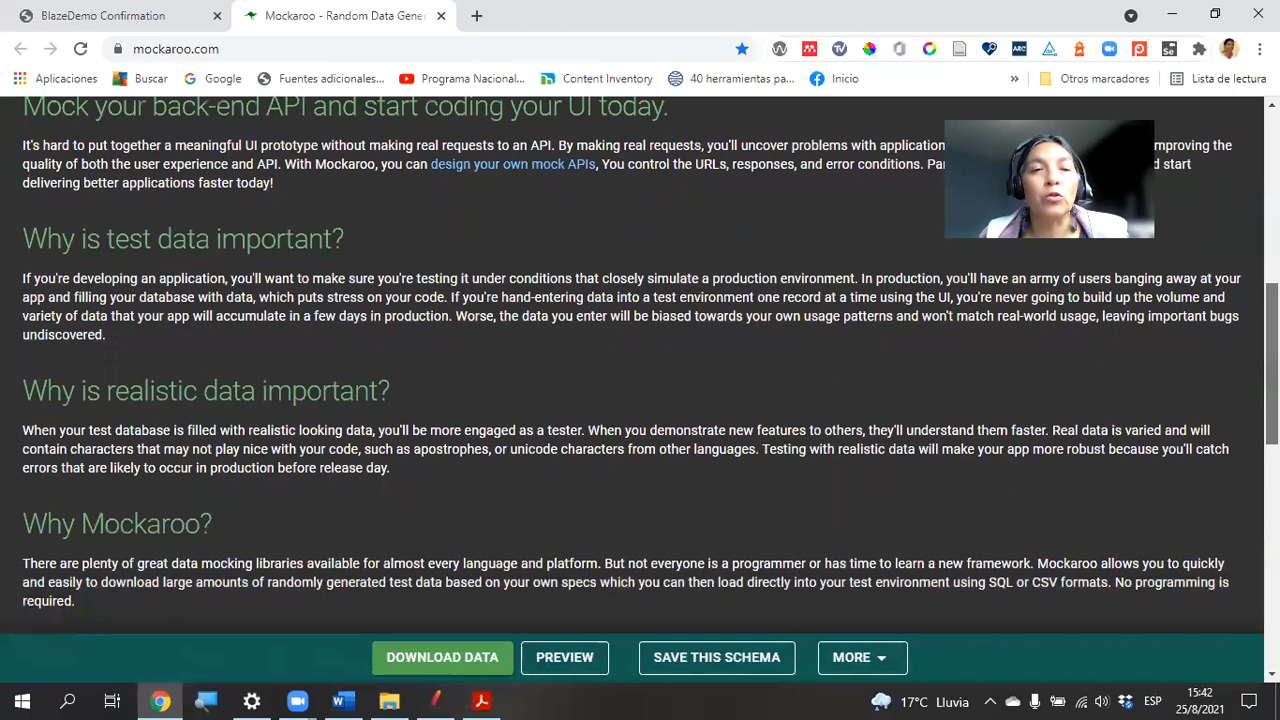 BlazeDemo Confirmation
Mockaroo - Random Data Gene
mockaroo.com
Aplicaciones
Buscar
Google
Fuentes adicionales...
Programa Nacional...
Content Inventory
40 herramientas pa...
Inicio
»
Otros marcadores
Lista de lectura
Mock your back-end API and start coding your UI today.
It's hard to put together a meaningful UI prototype without making real requests to an API. By making real requests, you'll uncover problems with application improving the
quality of both the user experience and API. With Mockaroo, you can design your own mock APIs, You control the URLs, responses, and error conditions. Par d start
delivering better applications faster today!
Why is test data important?
If you're developing an application, you'll want to make sure you're testing it under conditions that closely simulate a production environment. In production, you'll have an army of users banging away at your
app and filling your database with data, which puts stress on your code. If you're hand-entering data into a test environment one record at a time using the UI, you're never going to build up the volume and
variety of data that your app will accumulate in a few days in production. Worse, the data you enter will be biased towards your own usage patterns and won't match real-world usage, leaving important bugs
undiscovered.
Why is realistic data important?
When your test database is filled with realistic looking data, you'll be more engaged as a tester. When you demonstrate new features to others, they'll understand them faster. Real data is varied and will
contain characters that may not play nice with your code, such as apostrophes, or unicode characters from other languages. Testing with realistic data will make your app more robust because you'll catch
errors that are likely to occur in production before release day.
Why Mockaroo?
There are plenty of great data mocking libraries available for almost every language and platform. But not everyone is a programmer or has time to learn a new framework. Mockaroo allows you to quickly
and easily to download large amounts of randomly generated test data based on your own specs which you can then load directly into your test environment using SQL or CSV formats. No programming is
required.
DOWNLOAD DATA
PREVIEW
SAVE THIS SCHEMA
MORE
17°C Lluvia
ESP
15:42
25/8/2021